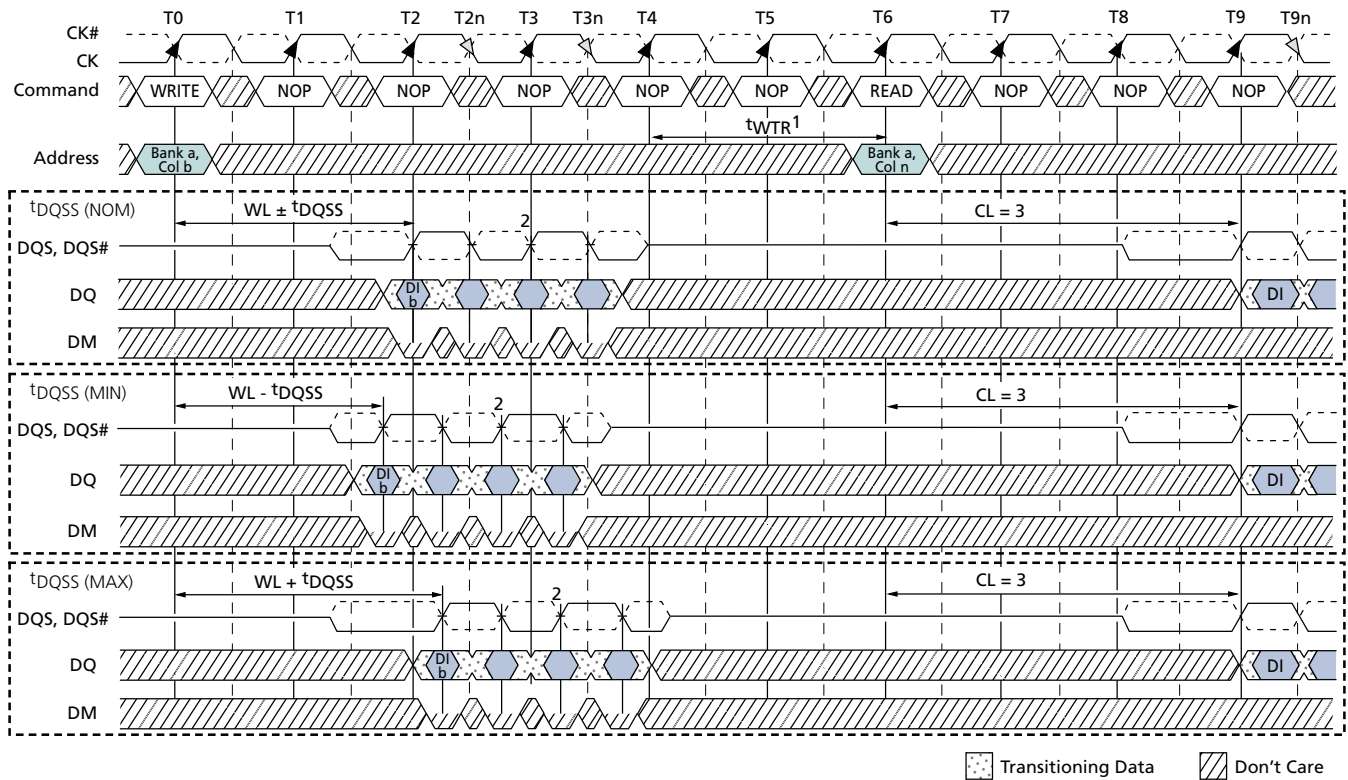 T0 T1 T2 T2n T3 T3n T4 T5 T6 T7 T8 T9 T9n
CK#
CK
Command WRITE NOP NOP NOP NOP NOP READ NOP NOP NOP
tWTR1
Address Bank a, Col b Bank a, Col n
tDQSS (NOM) WL ± tDQSS 2 CL = 3
DQS, DQS#
DQ DI b DI
DM
tDQSS (MIN) WL - tDQSS 2 CL = 3
DQS, DQS#
DQ DI b DI
DM
tDQSS (MAX) WL + tDQSS 2 CL = 3
DQS, DQS#
DQ DI b DI
DM
Transitioning Data Don't Care